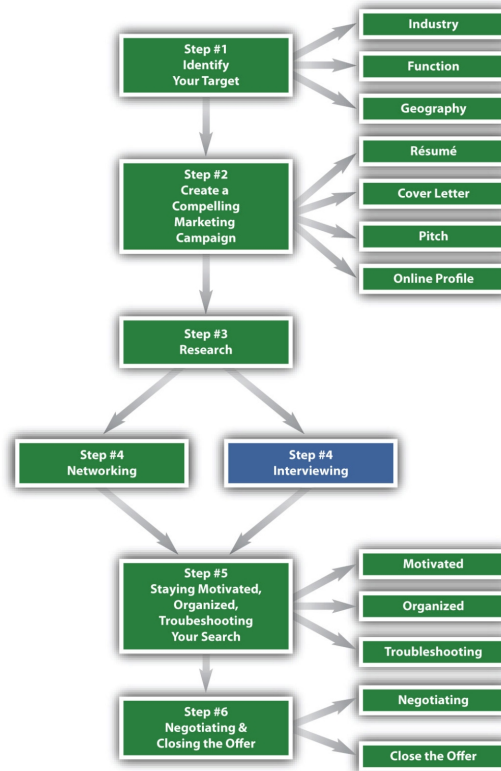 Step #1
Identify
Your Target
Industry
Function
Geography
Step #2
Create a
Compelling
Marketing
Campaign
Résumé
Cover Letter
Pitch
Online Profile
Step #3
Research
Step #4
Networking
Step #4
Interviewing
Step #5
Staying Motivated,
Organized,
Troubeshooting
Your Search
Motivated
Organized
Troubleshooting
Step #6
Negotiating &
Closing the Offer
Negotiating
Close the Offer